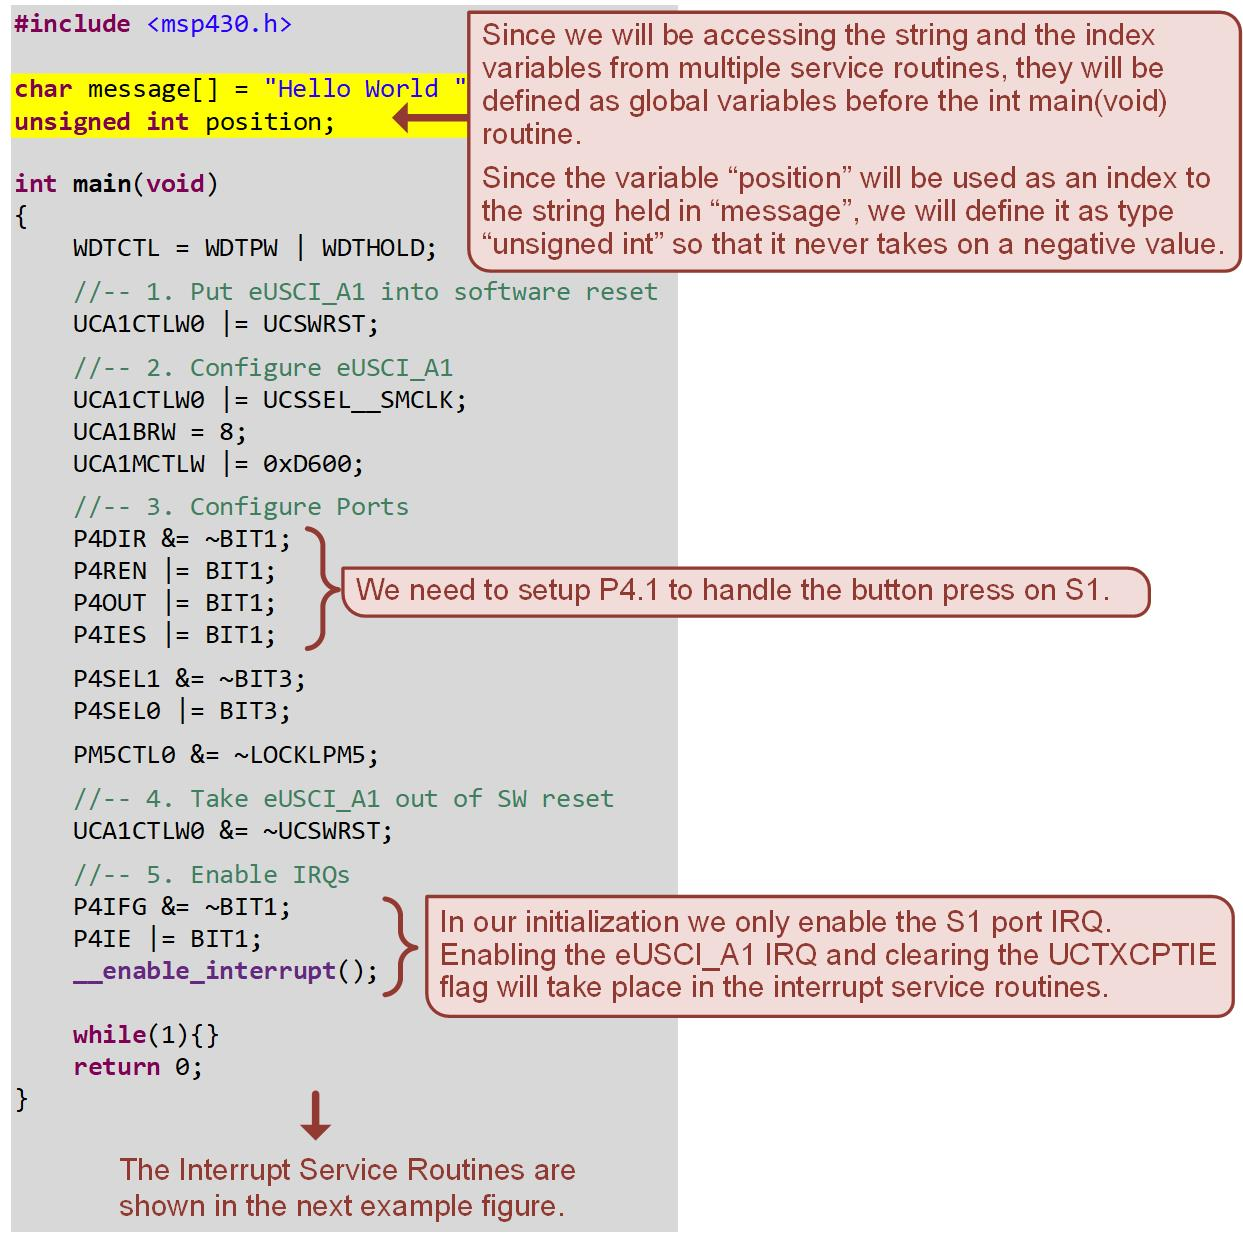 #include <msp430.h>
char message[] = "Hello World "
unsigned int position;
Since we will be accessing the string and the index
variables from multiple service routines, they will be
defined as global variables before the int main(void)
routine.
Since the variable “position” will be used as an index to
the string held in “message”, we will define it as type
“unsigned int” so that it never takes on a negative value.
int main(void)
{
WDTCTL = WDTPW | WDTHOLD;
//-- 1. Put eUSCI_A1 into software reset
UCA1CTLW0 |= UCSWRST;
//-- 2. Configure eUSCI_A1
UCA1CTLW0 |= UCSSEL__SMCLK;
UCA1BRW = 8;
UCA1MCTLW |= 0xD600;
//-- 3. Configure Ports
P4DIR &= ~BIT1;
P4REN |= BIT1;
P4OUT |= BIT1;
P4IES |= BIT1;
We need to setup P4.1 to handle the button press on S1.
P4SEL1 &= ~BIT3;
P4SEL0 |= BIT3;
PM5CTL0 &= ~LOCKLPM5;
//-- 4. Take eUSCI_A1 out of SW reset
UCA1CTLW0 &= ~UCSWRST;
//-- 5. Enable IRQs
P4IFG &= ~BIT1;
P4IE |= BIT1;
__enable_interrupt();
In our initialization we only enable the S1 port IRQ.
Enabling the eUSCI_A1 IRQ and clearing the UCTXCPTIE
flag will take place in the interrupt service routines.
while(1){}
return 0;
}
The Interrupt Service Routines are
shown in the next example figure.